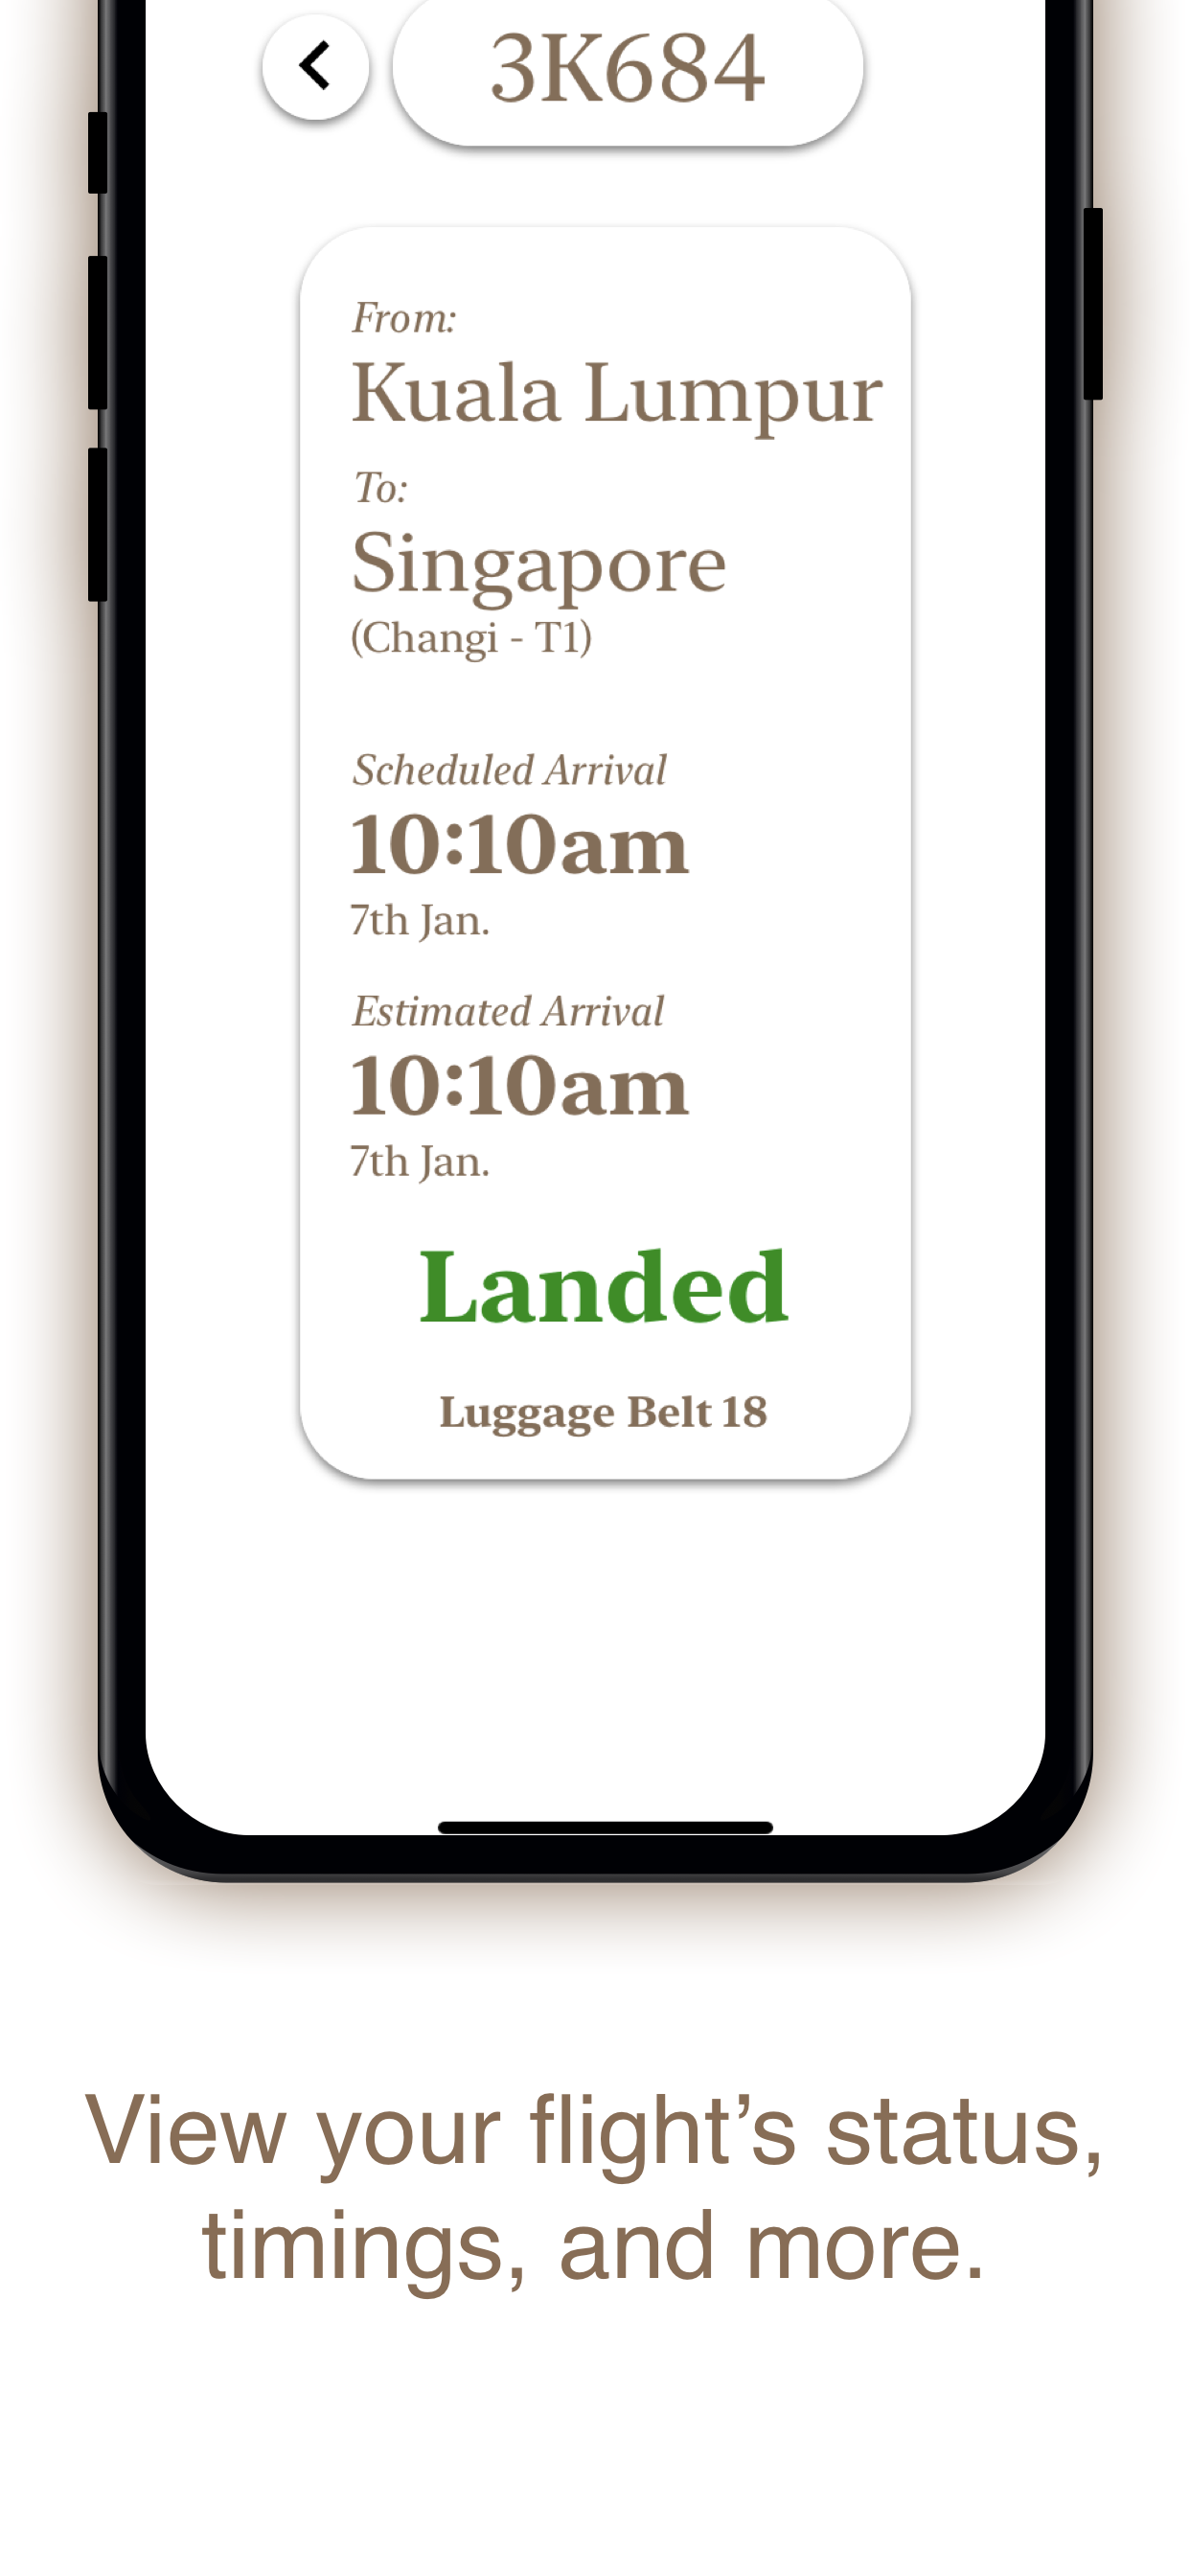 3K684
From:
Kuala Lumpur
To:
Singapore
(Changi - T1)
Scheduled Arrival
10:10am
7th Jan.
Estimated Arrival
10:10am
7th Jan.
Landed
Luggage Belt 18
View your flight’s status,
timings, and more.